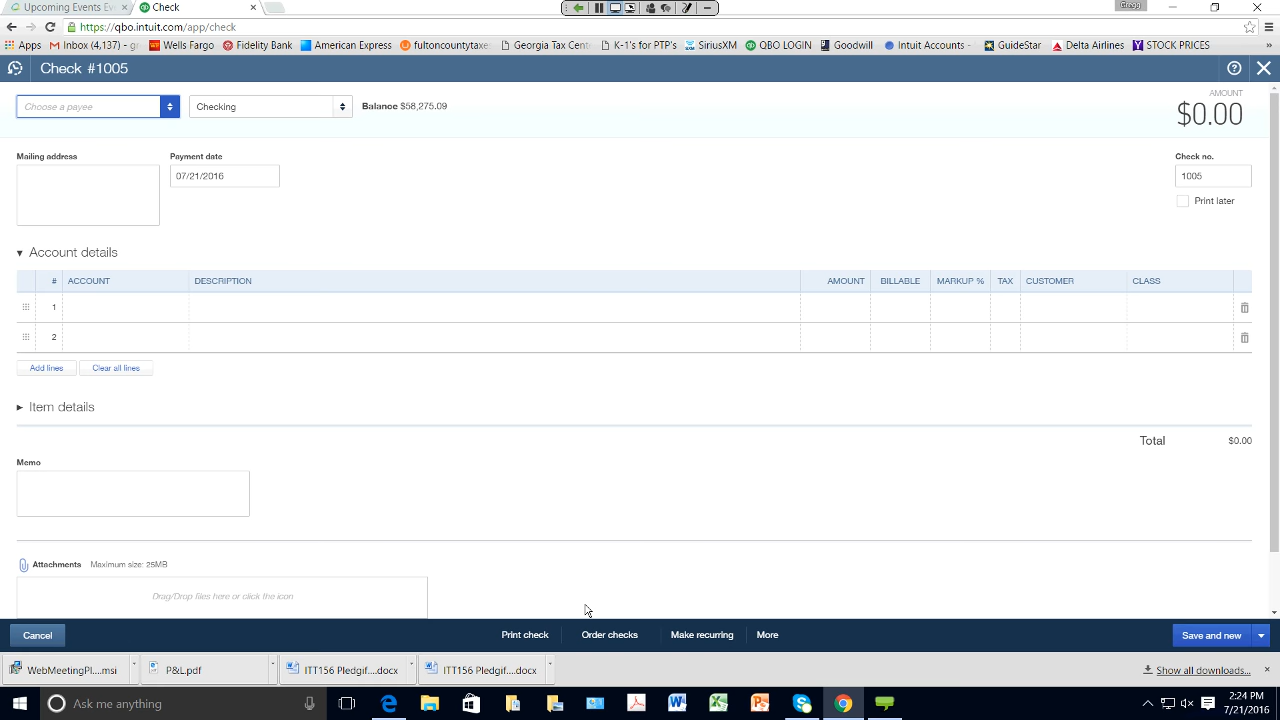 Upcoming Events Eve
Check
Gregg
https://qbo.intuit.com/app/check
Apps
Inbox (4,137) - g
Wells Fargo
Fidelity Bank
American Express
fultoncountytaxe
Georgia Tax Cent
K-1's for PTP's
SiriusXM
QBO LOGIN
Goodwill
Intuit Accounts -
GuideStar
Delta Airlines
STOCK PRICES
Check #1005
Choose a payee
Checking
Balance $58,275.09
AMOUNT
$0.00
Mailing address
Payment date
07/21/2016
Check no.
1005
Print later
Account details
# ACCOUNT DESCRIPTION AMOUNT BILLABLE MARKUP % TAX CUSTOMER CLASS
1
2
Add lines
Clear all lines
Item details
Total $0.00
Memo
Attachments Maximum size: 25MB
Drag/Drop files here or click the icon
Cancel
Print check
Order checks
Make recurring
More
Save and new
WebMeetingPl....msi
P&L.pdf
ITT156 Pledgif....docx
ITT156 Pledgif....docx
Show all downloads...
Ask me anything
2:24 PM
7/21/2016